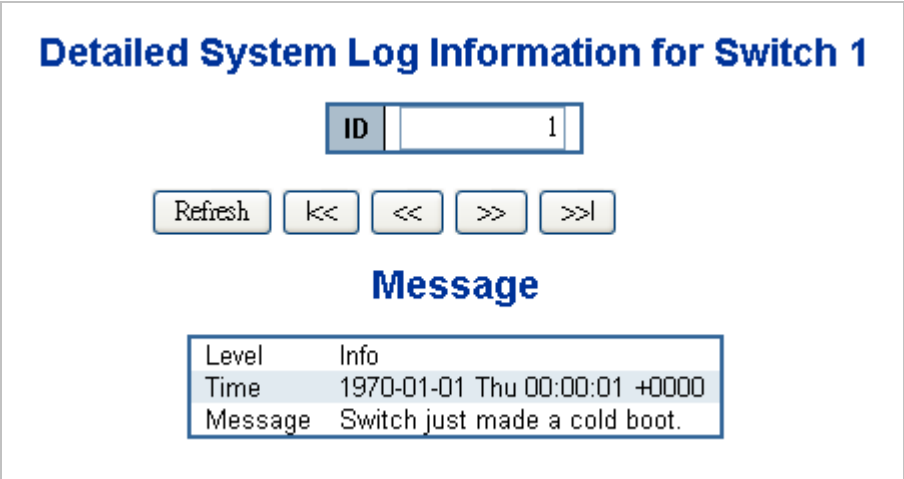 Detailed System Log Information for Switch 1
ID 1
Refresh |<< << >> >>|
Message
Level Info
Time 1970-01-01 Thu 00:00:01 +0000
Message Switch just made a cold boot.